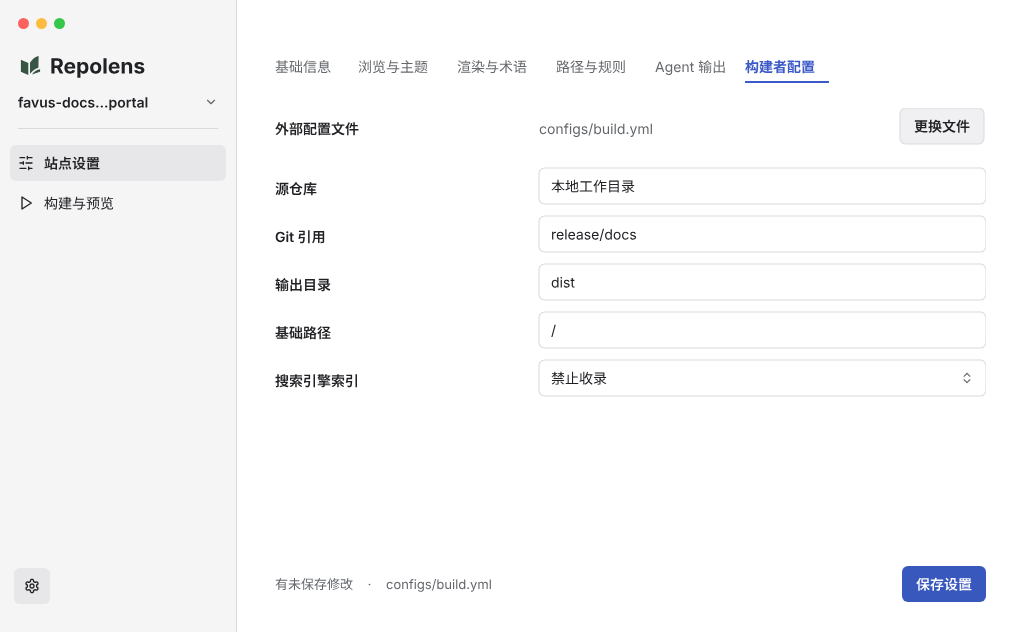 Repolens
favus-docs...portal
站点设置
构建与预览
基础信息 浏览与主题 渲染与术语 路径与规则 Agent 输出 构建者配置
外部配置文件 configs/build.yml 更换文件
源仓库 本地工作目录
Git 引用 release/docs
输出目录 dist
基础路径 /
搜索引擎索引 禁止收录
有未保存修改 · configs/build.yml 保存设置